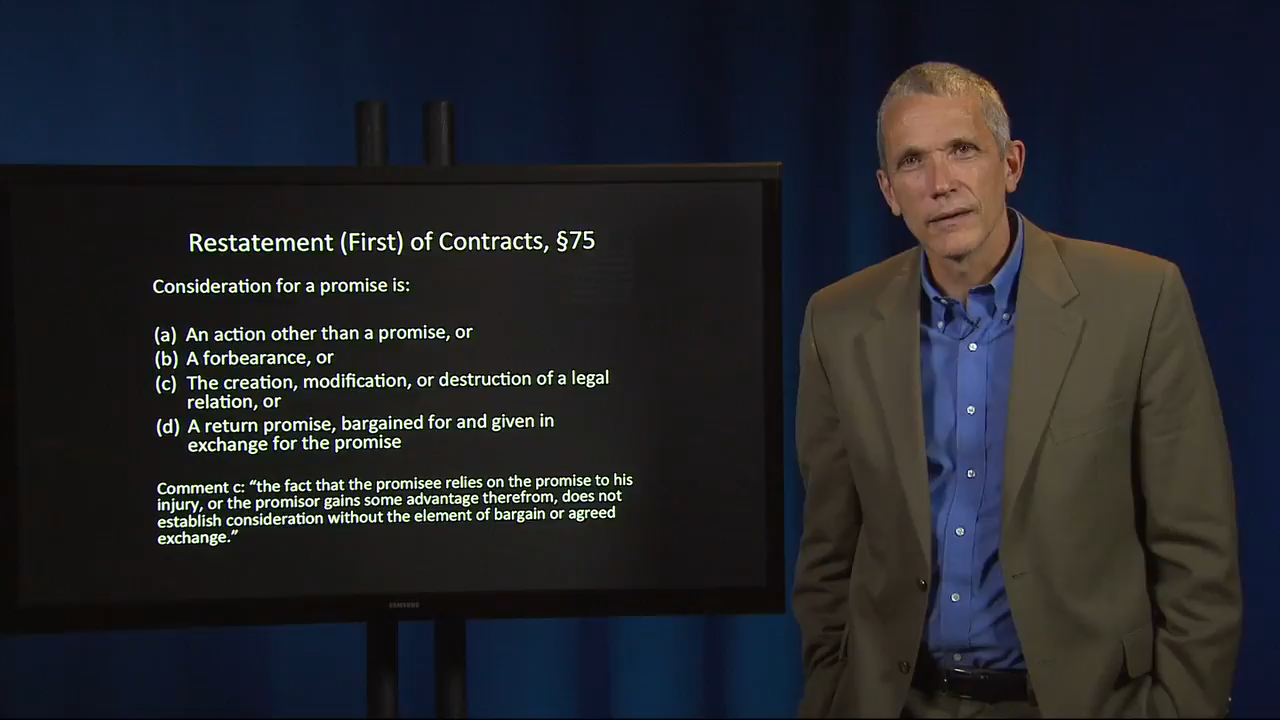 Restatement (First) of Contracts, §75
Consideration for a promise is:
(a) An action other than a promise, or
(b) A forbearance, or
(c) The creation, modification, or destruction of a legal
relation, or
(d) A return promise, bargained for and given in
exchange for the promise
Comment c: “the fact that the promisee relies on the promise to his
injury, or the promisor gains some advantage therefrom, does not
establish consideration without the element of bargain or agreed
exchange.”
SAMSUNG